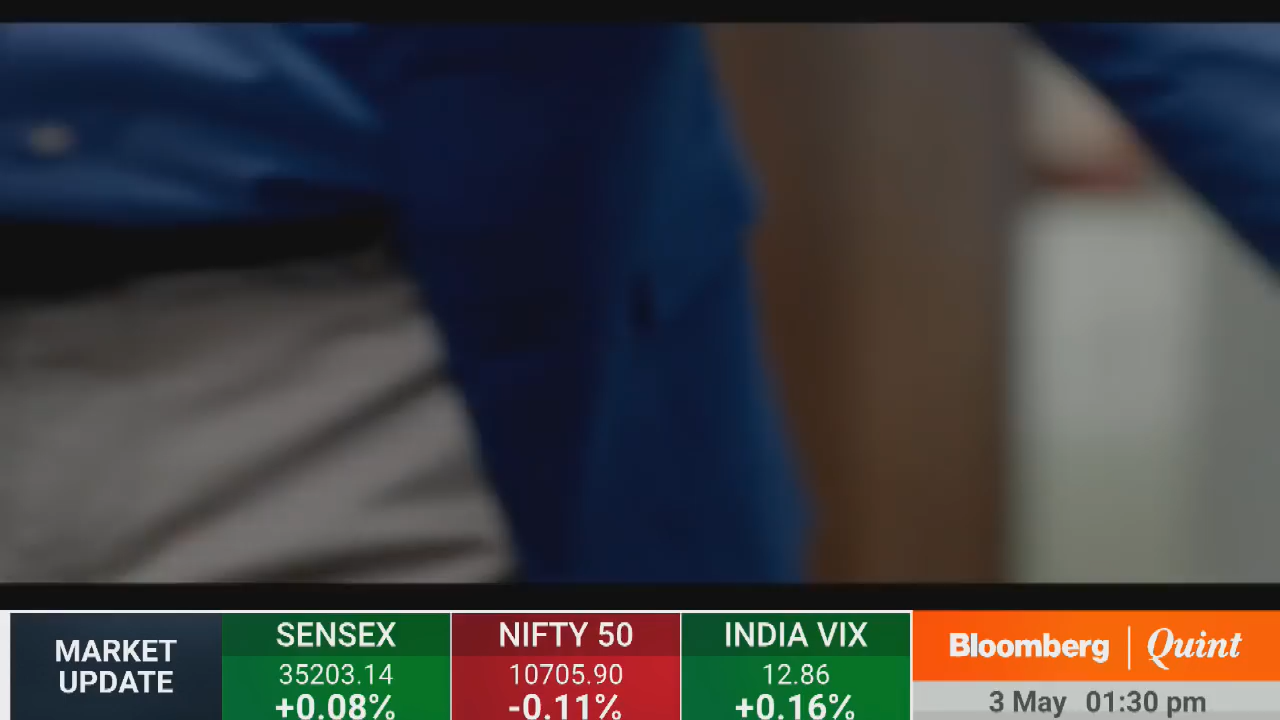 MARKET
UPDATE
SENSEX
35203.14
+0.08%
NIFTY 50
10705.90
-0.11%
INDIA VIX
12.86
+0.16%
Bloomberg | Quint
3 May 01:30 pm